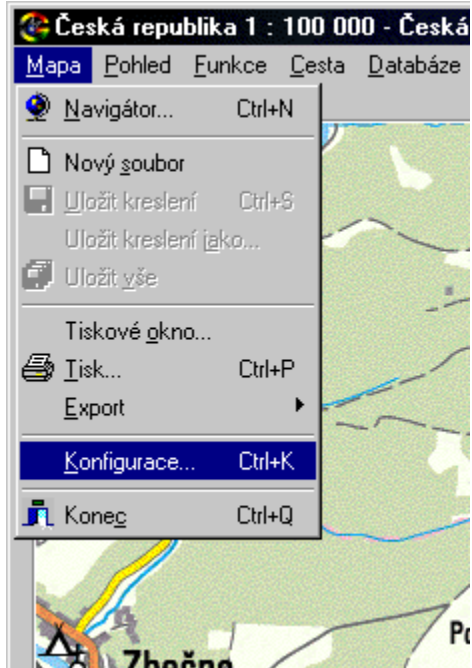 Česká republika 1 : 100 000 - Česká
Mapa Pohled Funkce Cesta Databáze
Navigátor... Ctrl+N
Nový soubor
Uložit kreslení Ctrl+S
Uložit kreslení jako...
Uložit vše
Tiskové okno...
Tisk... Ctrl+P
Export
Konfigurace... Ctrl+K
Konec Ctrl+Q